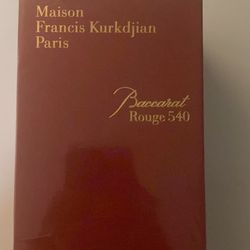 Maison
Francis Kurkdjian
Paris
Baccarat
Rouge 540